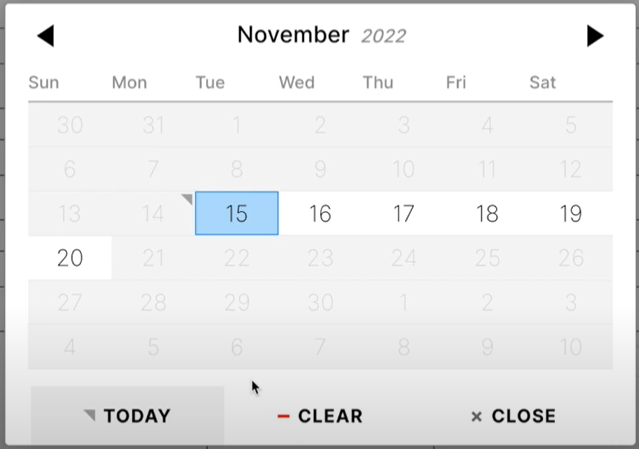 November 2022
Sun Mon Tue Wed Thu Fri Sat
30 31 1 2 3 4 5
6 7 8 9 10 11 12
13 14 15 16 17 18 19
20 21 22 23 24 25 26
27 28 29 30 1 2 3
4 5 6 7 8 9 10
TODAY CLEAR × CLOSE